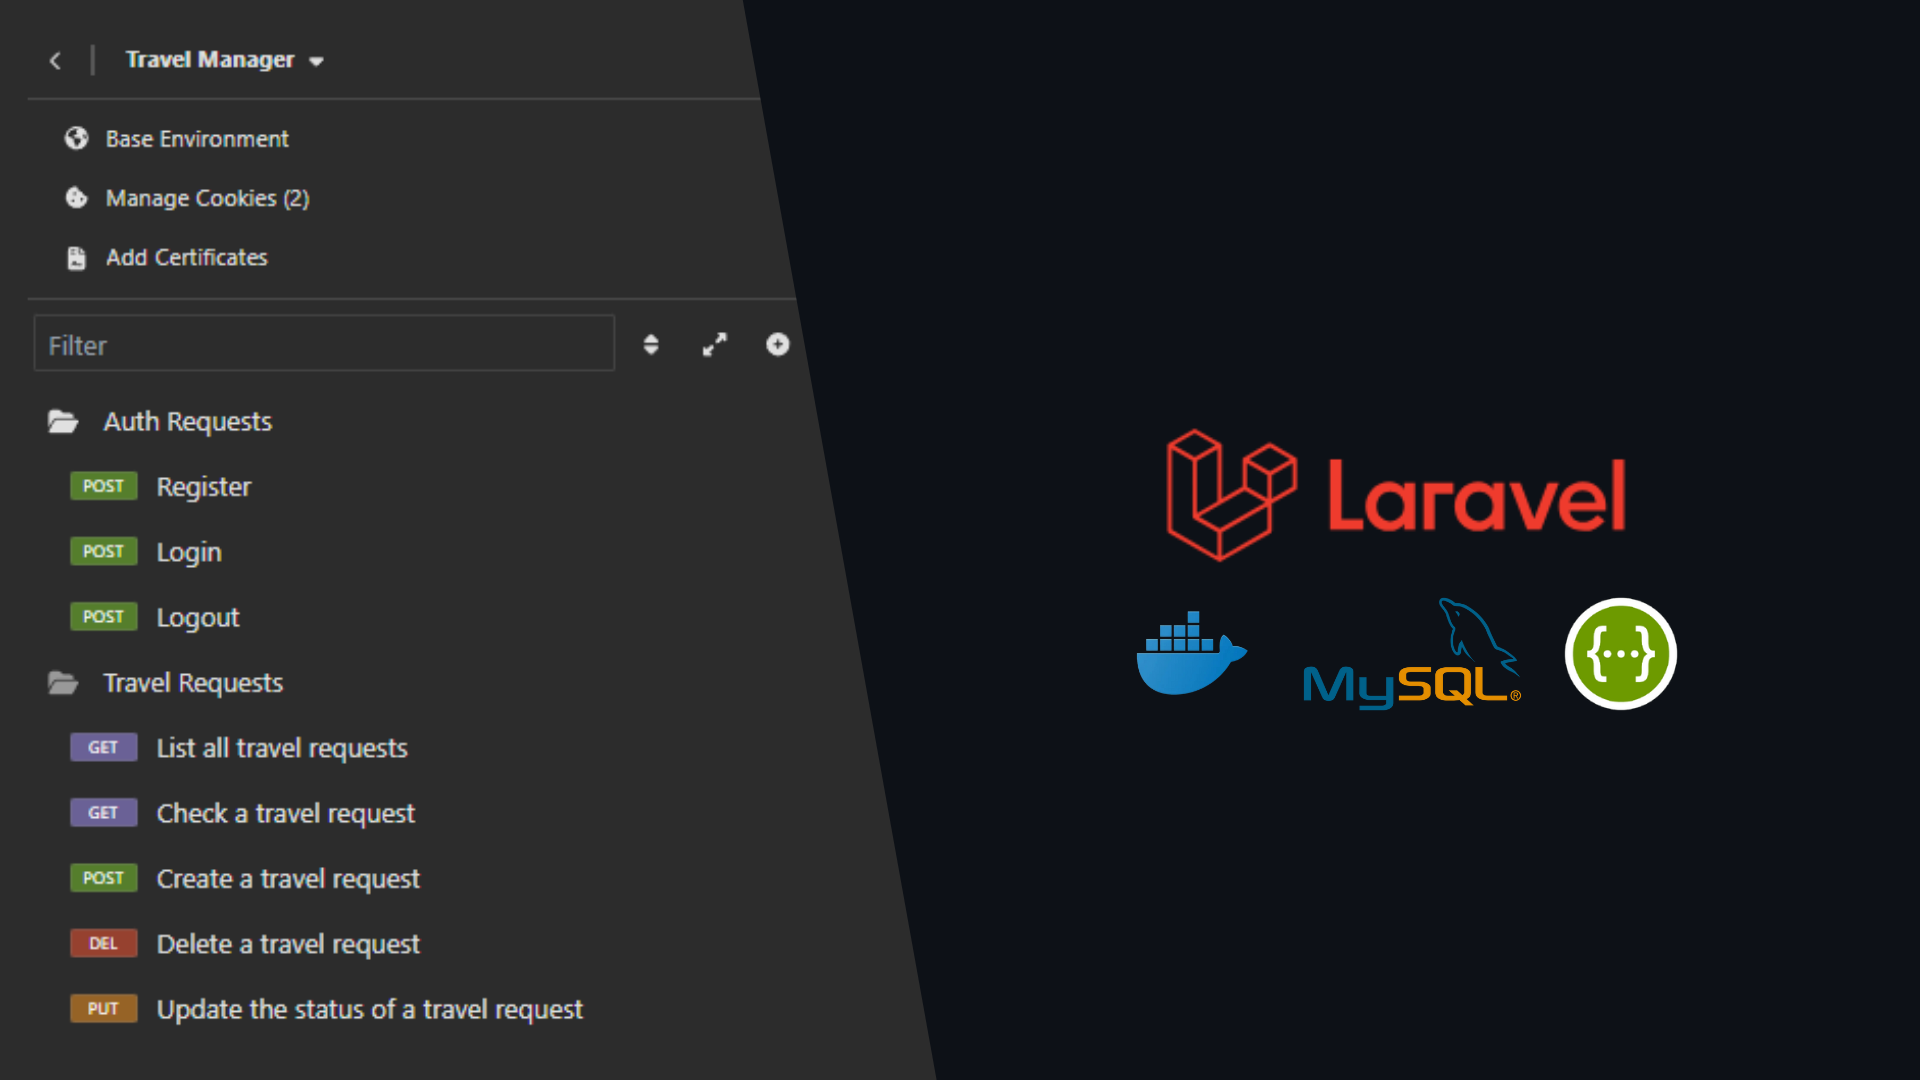 Travel Manager
Base Environment
Manage Cookies (2)
Add Certificates
Filter
Auth Requests
POST Register
POST Login
POST Logout
Travel Requests
GET List all travel requests
GET Check a travel request
POST Create a travel request
DEL Delete a travel request
PUT Update the status of a travel request
Laravel
MySQL®
{...}